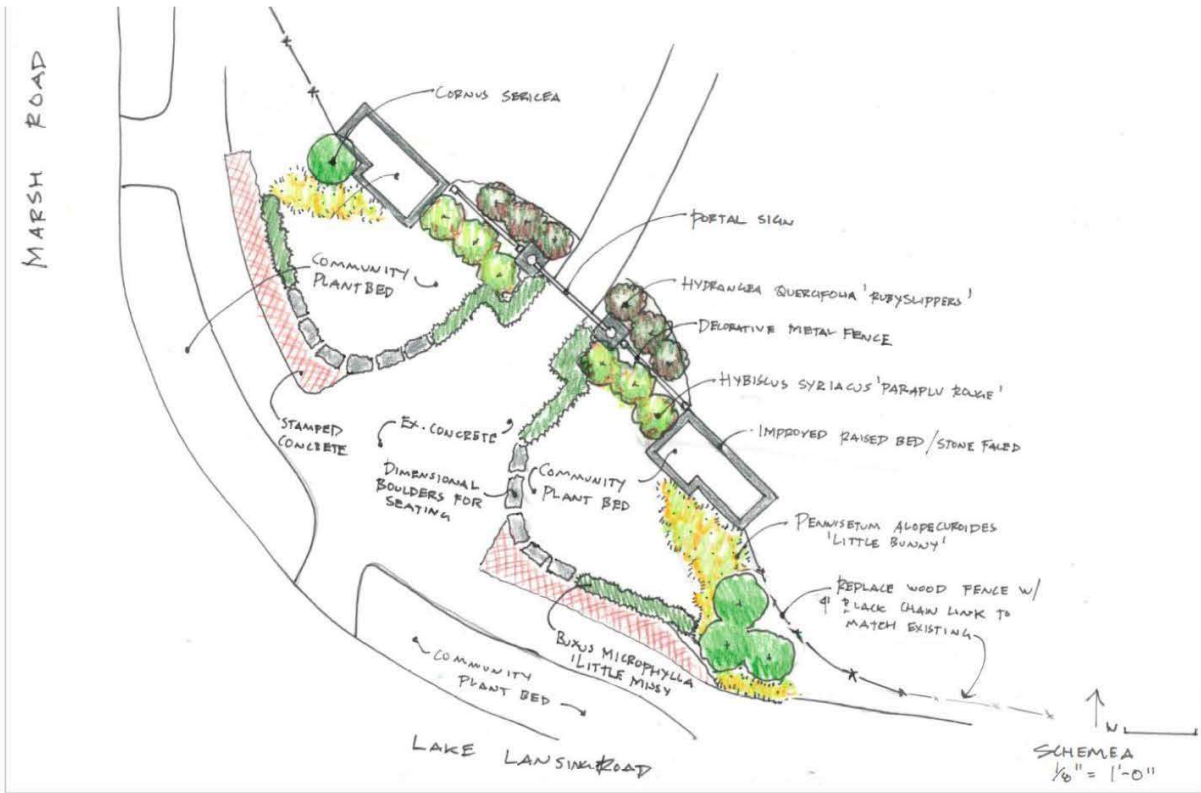 MARSH ROAD
CORNUS SERICEA
PORTAL SIGN
HYDRANGEA QUERCIFOLIA 'RUBYSLIPPERS'
DECORATIVE METAL FENCE
HYBISCUS SYRIACUS 'PARAPLU ROUGE'
IMPROVED RAISED BED/STONE FACED
COMMUNITY
PLANT BED
STAMPED
CONCRETE
EX. CONCRETE
DIMENSIONAL
BOULDERS FOR
SEATING
COMMUNITY
PLANT BED
PENNISETUM ALOPECUROIDES
'LITTLE BUNNY'
REPLACE WOOD FENCE W/
4' BLACK CHAIN LINK TO
MATCH EXISTING
BUXUS MICROPHYLLA
'LITTLE MISSY
COMMUNITY
PLANT BED
LAKE LANSING ROAD
N
SCHEMEA
1/8" = 1'-0"